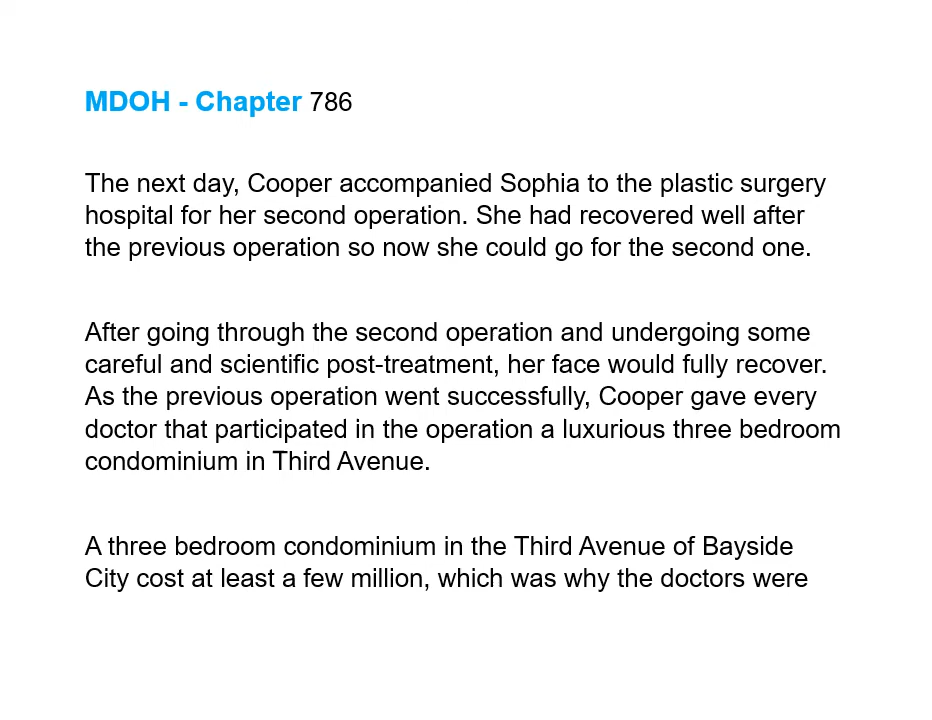 MDOH - Chapter 786
The next day, Cooper accompanied Sophia to the plastic surgery
hospital for her second operation. She had recovered well after
the previous operation so now she could go for the second one.
After going through the second operation and undergoing some
careful and scientific post-treatment, her face would fully recover.
As the previous operation went successfully, Cooper gave every
doctor that participated in the operation a luxurious three bedroom
condominium in Third Avenue.
A three bedroom condominium in the Third Avenue of Bayside
City cost at least a few million, which was why the doctors were